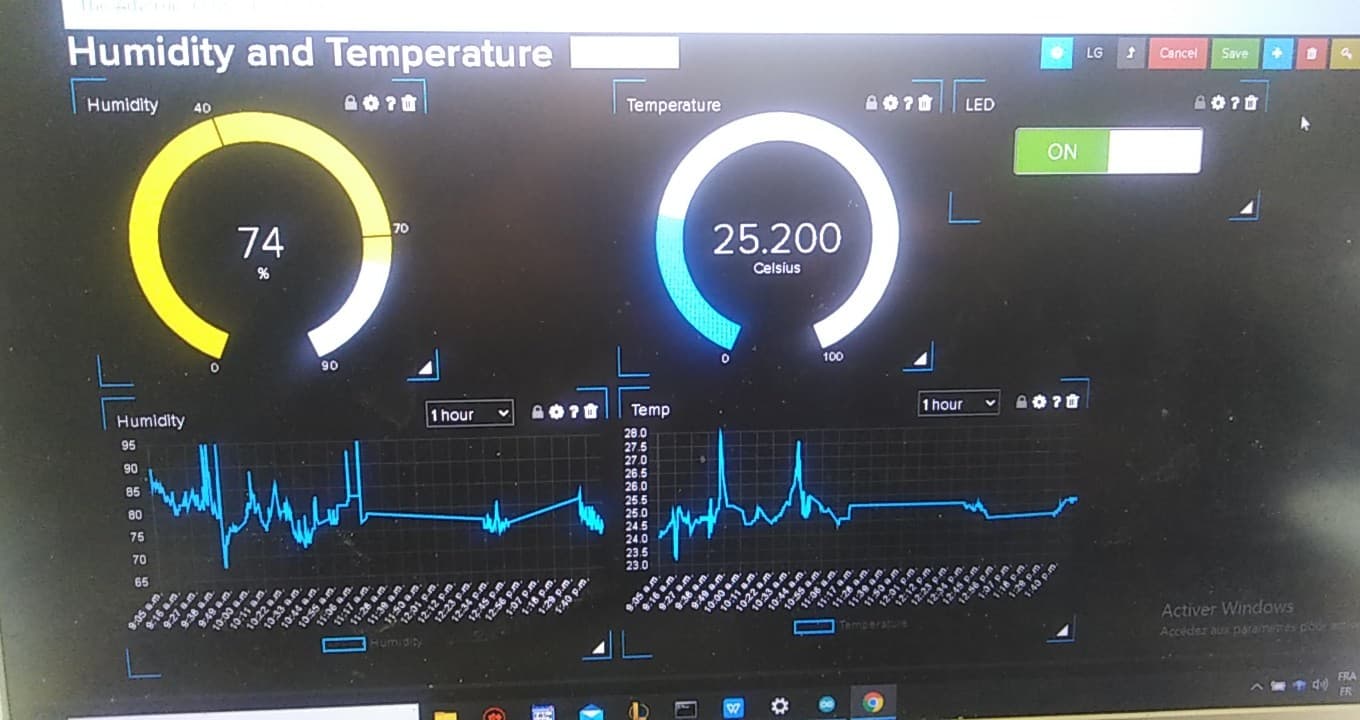 Humidity and Temperature
LG
Cancel
Save
Humidity
40
70
74
%
0
90
Temperature
25.200
Celsius
0
100
LED
ON
Humidity
1 hour
95
90
85
80
75
70
65
9:05 a.m.
9:16 a.m.
9:27 a.m.
9:38 a.m.
9:49 a.m.
10:00 a.m.
10:11 a.m.
10:22 a.m.
10:33 a.m.
10:44 a.m.
10:55 a.m.
11:06 a.m.
11:17 a.m.
11:28 a.m.
11:39 a.m.
11:50 a.m.
12:01 p.m.
12:12 p.m.
12:23 p.m.
12:34 p.m.
12:45 p.m.
12:56 p.m.
1:07 p.m.
1:18 p.m.
1:29 p.m.
1:40 p.m.
Humidity
Temp
1 hour
28.0
27.5
27.0
26.5
26.0
25.5
25.0
24.5
24.0
23.5
23.0
9:05 a.m.
9:16 a.m.
9:27 a.m.
9:38 a.m.
9:49 a.m.
10:00 a.m.
10:11 a.m.
10:22 a.m.
10:33 a.m.
10:44 a.m.
10:55 a.m.
11:06 a.m.
11:17 a.m.
11:28 a.m.
11:39 a.m.
11:50 a.m.
12:01 p.m.
12:12 p.m.
12:23 p.m.
12:34 p.m.
12:45 p.m.
12:56 p.m.
1:07 p.m.
1:18 p.m.
1:29 p.m.
1:40 p.m.
Temperature
Activer Windows
Accédez aux paramètres pour
FRA
FR